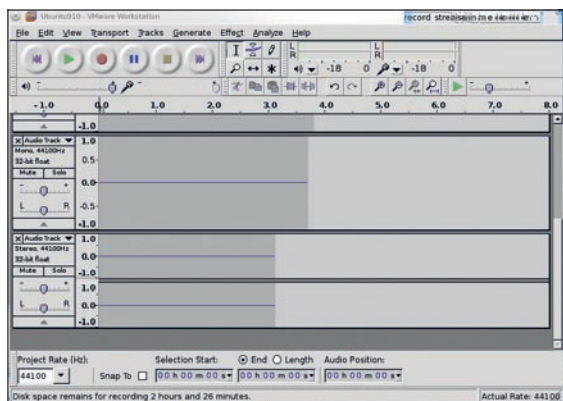 Ubuntu910 - VMware Workstation
File Edit View Transport Tracks Generate Effect Analyze Help
L
R
L
R
-18 0 -18 0
-1.0 0.0 1.0 2.0 3.0 4.0 5.0 6.0 7.0 8.0
-1.0
X Audio Track 1.0
Mono, 44100Hz
32-bit float 0.5
Mute Solo
0.0
- +
L R -0.5
-1.0
X Audio Track 1.0
Stereo, 44100Hz
32-bit float 0.0
Mute Solo -1.0
- + 1.0
L R 0.0
-1.0
Project Rate (Hz): Selection Start: End Length Audio Position:
44100 Snap To 00 h 00 m 00 s 00 h 00 m 00 s 00 h 00 m 00 s
Disk space remains for recording 2 hours and 26 minutes. Actual Rate: 44100